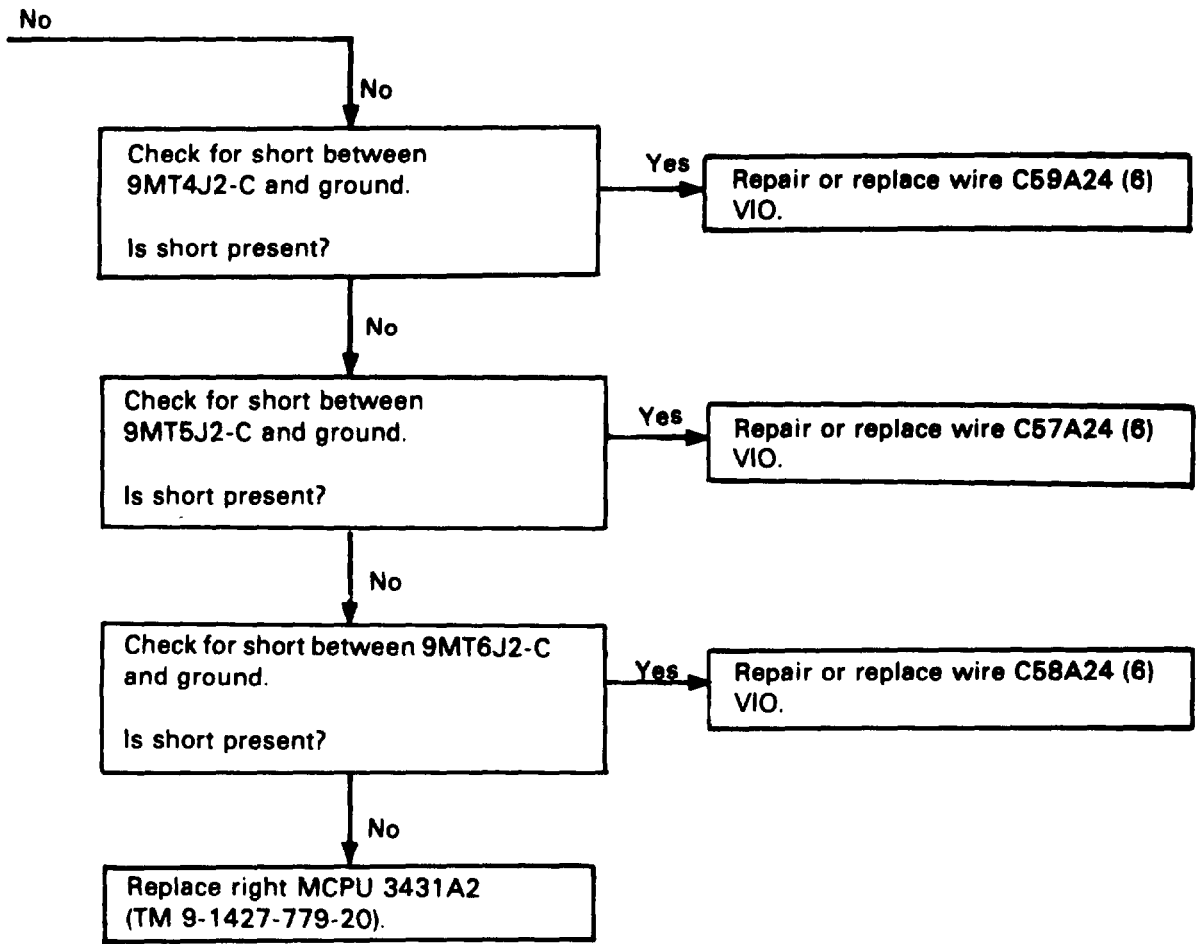 No
No
Check for short between
9MT4J2-C and ground.
Is short present?
Yes
Repair or replace wire C59A24 (6)
VIO.
No
Check for short between
9MT5J2-C and ground.
Is short present?
Yes
Repair or replace wire C57A24 (6)
VIO.
No
Check for short between 9MT6J2-C
and ground.
Is short present?
Yes
Repair or replace wire C58A24 (6)
VIO.
No
Replace right MCPU 3431A2
(TM 9-1427-779-20).